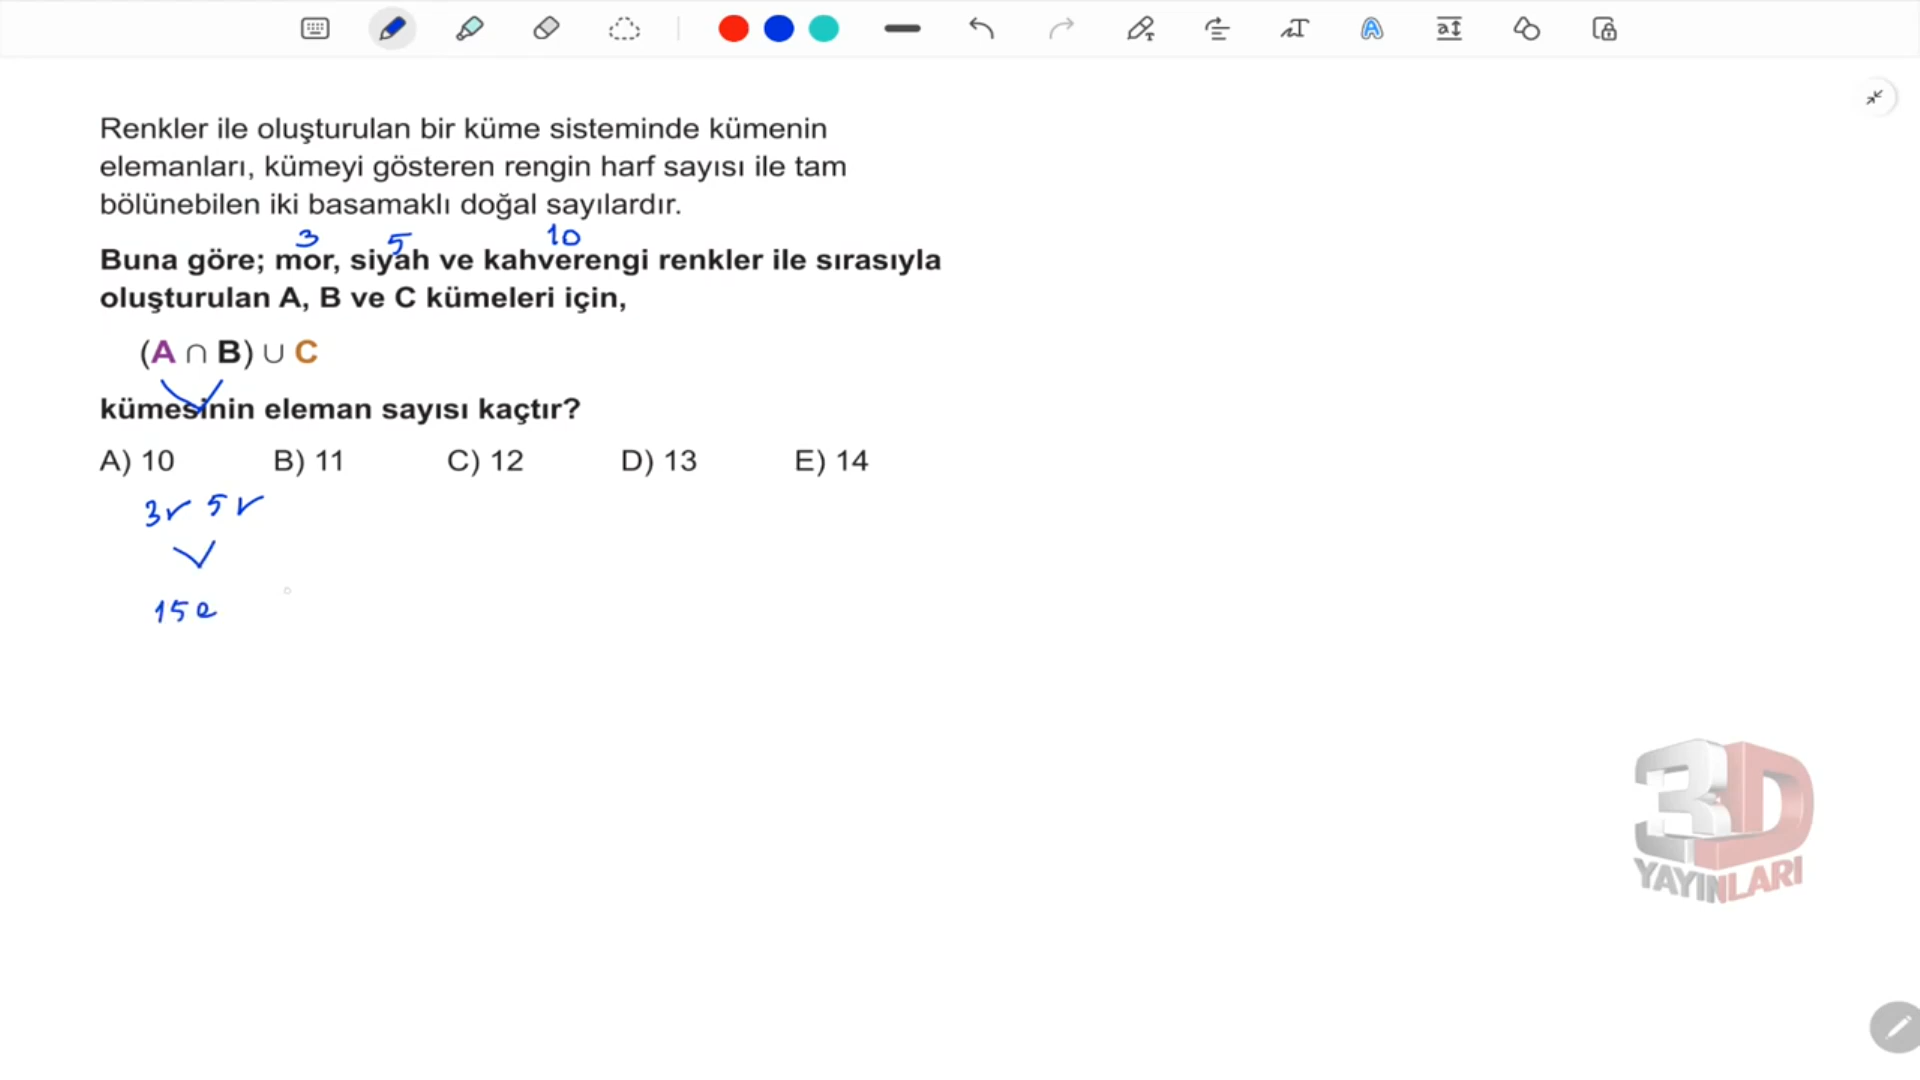 Renkler ile oluşturulan bir küme sisteminde kümenin
elemanları, kümeyi gösteren rengin harf sayısı ile tam
bölünebilen iki basamaklı doğal sayılardır.
3 5 10
Buna göre; mor, siyah ve kahverengi renkler ile sırasıyla
oluşturulan A, B ve C kümeleri için,
(A ∩ B) ∪ C
kümesinin eleman sayısı kaçtır?
A) 10 B) 11 C) 12 D) 13 E) 14
3 5
15
3D
YAYINLARI